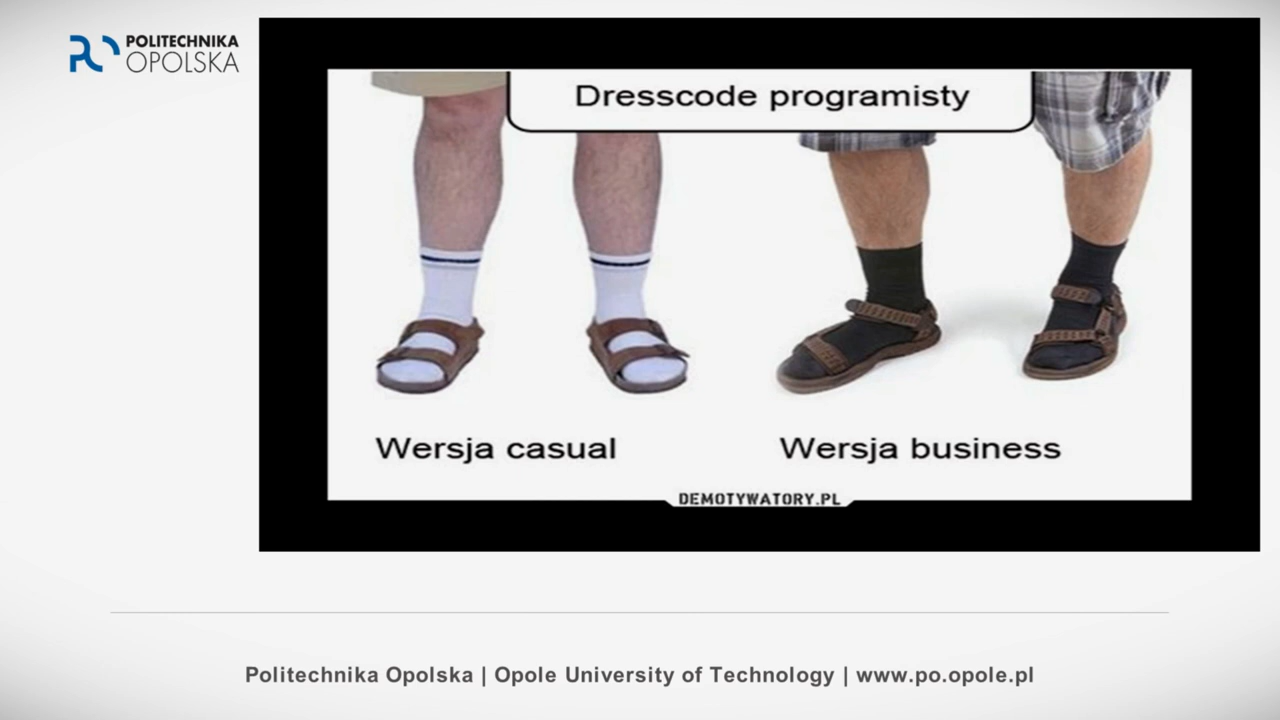 POLITECHNIKA
OPOLSKA
Dresscode programisty
Wersja casual
Wersja business
DEMOTYWATORY.PL
Politechnika Opolska | Opole University of Technology | www.po.opole.pl